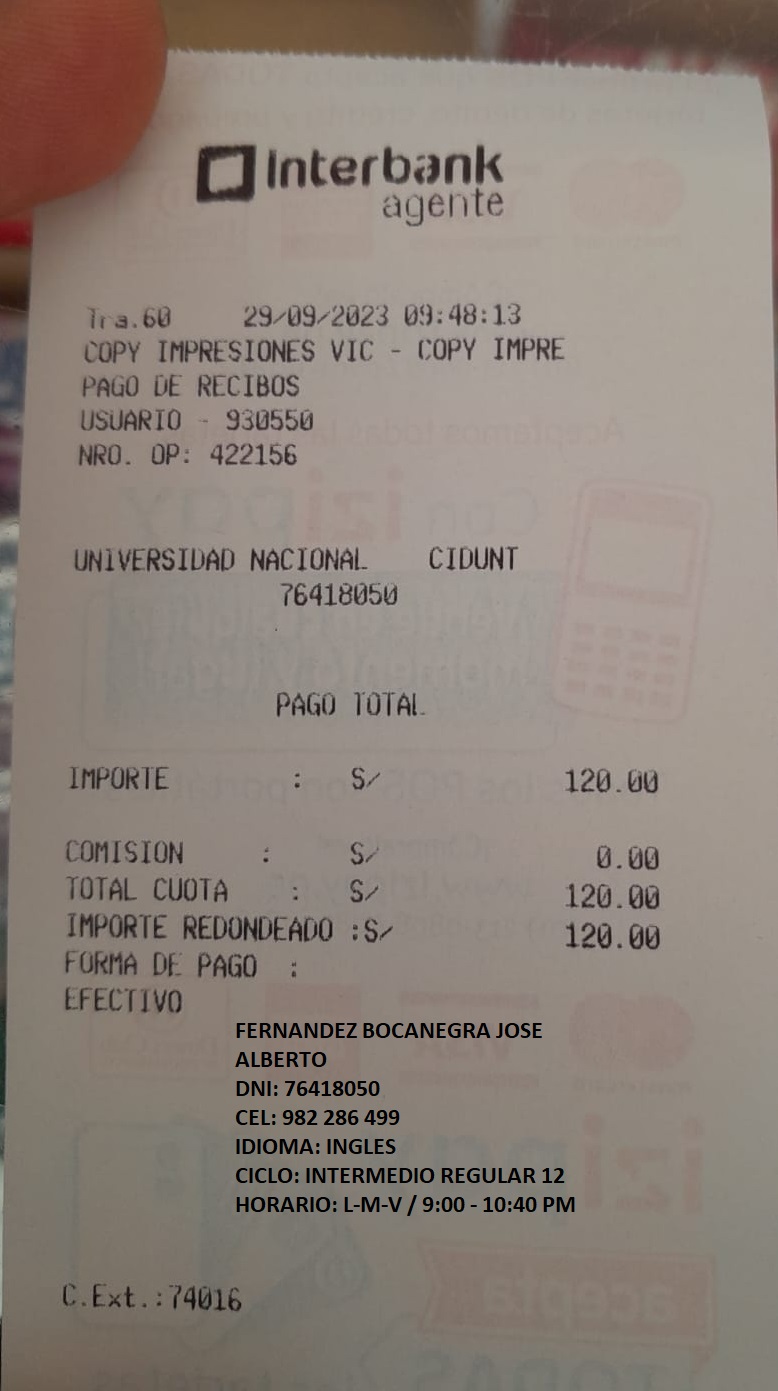 Interbank
agente
Tra.60 29/09/2023 09:48:13
COPY IMPRESIONES VIC - COPY IMPRE
PAGO DE RECIBOS
USUARIO - 930550
NRO. OP: 422156
UNIVERSIDAD NACIONAL CIDUNT
76418050
PAGO TOTAL
IMPORTE : S/ 120.00
COMISION : S/ 0.00
TOTAL CUOTA : S/ 120.00
IMPORTE REDONDEADO :S/ 120.00
FORMA DE PAGO :
EFECTIVO
FERNANDEZ BOCANEGRA JOSE
ALBERTO
DNI: 76418050
CEL: 982 286 499
IDIOMA: INGLES
CICLO: INTERMEDIO REGULAR 12
HORARIO: L-M-V / 9:00 - 10:40 PM
C.Ext.:74016